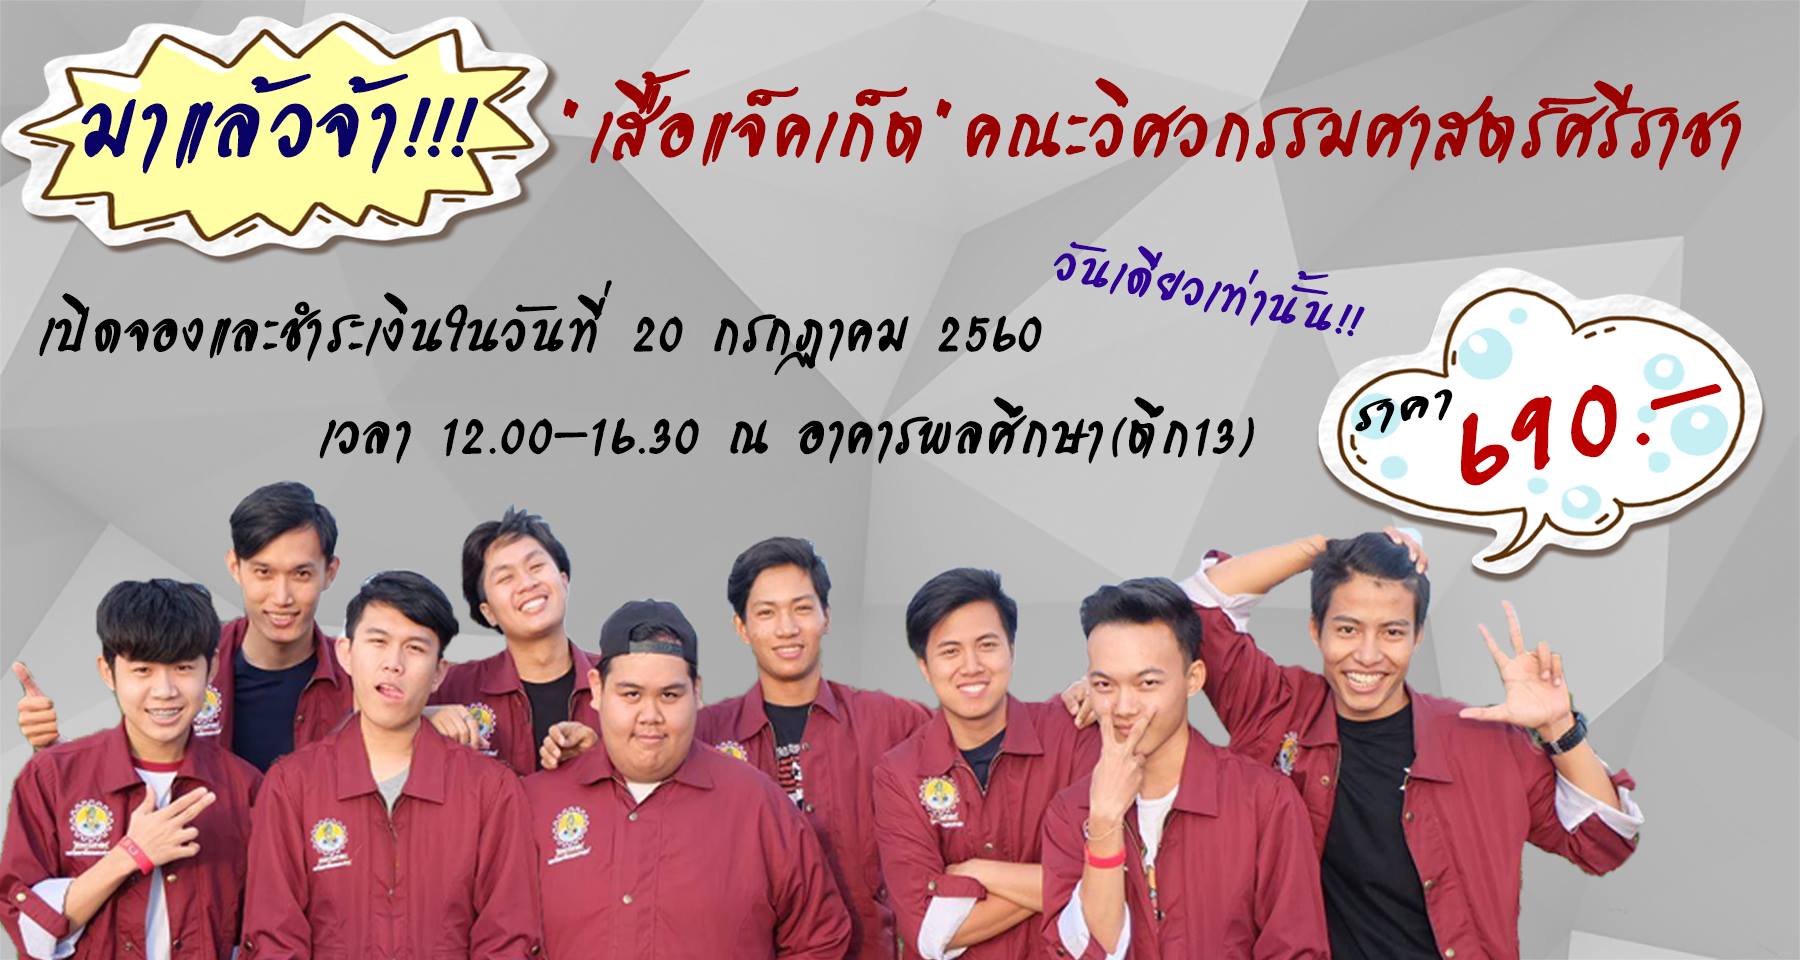 มาแล้วจ้า!!!
"เสื้อแจ็คเก็ต" คณะวิศวกรรมศาสตร์ศรีราชา
วันเดียวเท่านั้น!!
เปิดจองและชำระเงินในวันที่ 20 กรกฎาคม 2560
เวลา 12.00-16.30 ณ อาคารพลศึกษา(ตึก13)
ราคา 690.-